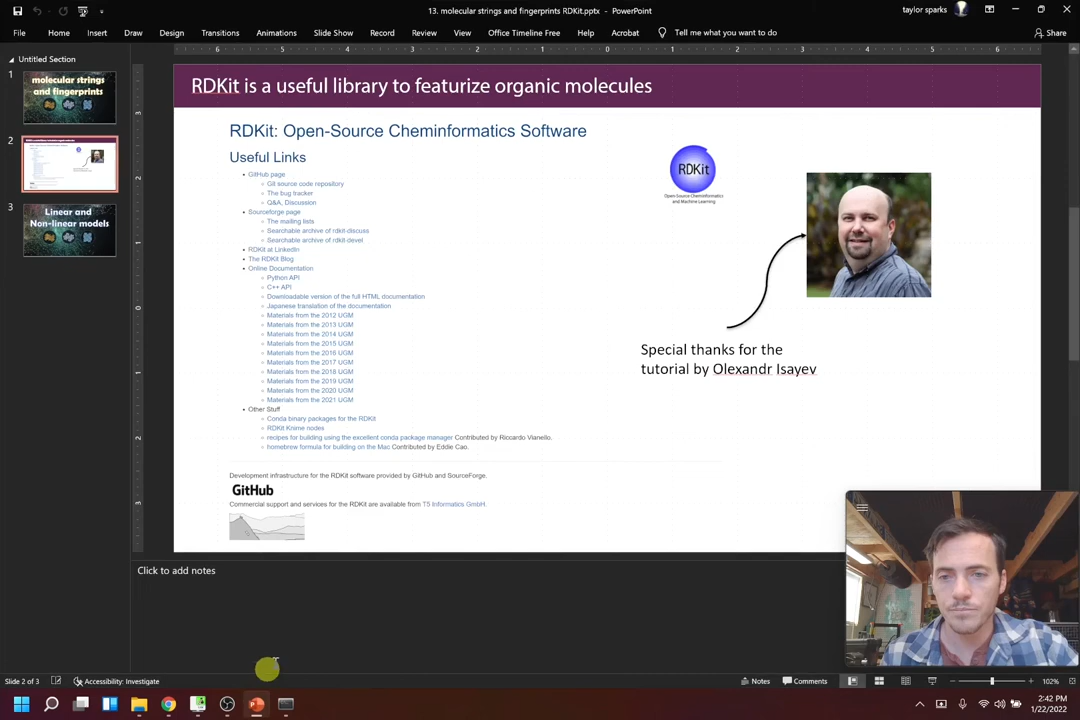 13. molecular strings and fingerprints RDKit.pptx - PowerPoint
taylor sparks
File Home Insert Draw Design Transitions Animations Slide Show Record Review View Office Timeline Free Help Acrobat Tell me what you want to do Share
Untitled Section
1
molecular strings
and fingerprints
2
3
Linear and
Non-linear models
RDKit is a useful library to featurize organic molecules
RDKit: Open-Source Cheminformatics Software
Useful Links
GitHub page
Git source code repository
The bug tracker
Q&A, Discussion
Sourceforge page
The mailing lists
Searchable archive of rdkit-discuss
Searchable archive of rdkit-devel
RDKit at LinkedIn
The RDKit Blog
Online Documentation
Python API
C++ API
Downloadable version of the full HTML documentation
Japanese translation of the documentation
Materials from the 2012 UGM
Materials from the 2013 UGM
Materials from the 2014 UGM
Materials from the 2015 UGM
Materials from the 2016 UGM
Materials from the 2017 UGM
Materials from the 2018 UGM
Materials from the 2019 UGM
Materials from the 2020 UGM
Materials from the 2021 UGM
Other Stuff
Conda binary packages for the RDKit
RDKit Knime nodes
recipes for building using the excellent conda package manager Contributed by Riccardo Vianello.
homebrew formula for building on the Mac Contributed by Eddie Cao.
Development infrastructure for the RDKit software provided by GitHub and SourceForge.
GitHub
Commercial support and services for the RDKit are available from T5 Informatics GmbH.
RDKit
Open-Source Cheminformatics
and Machine Learning
Special thanks for the
tutorial by Olexandr Isayev
Click to add notes
Slide 2 of 3 Accessibility: Investigate Notes Comments 102%
2:42 PM
1/22/2022